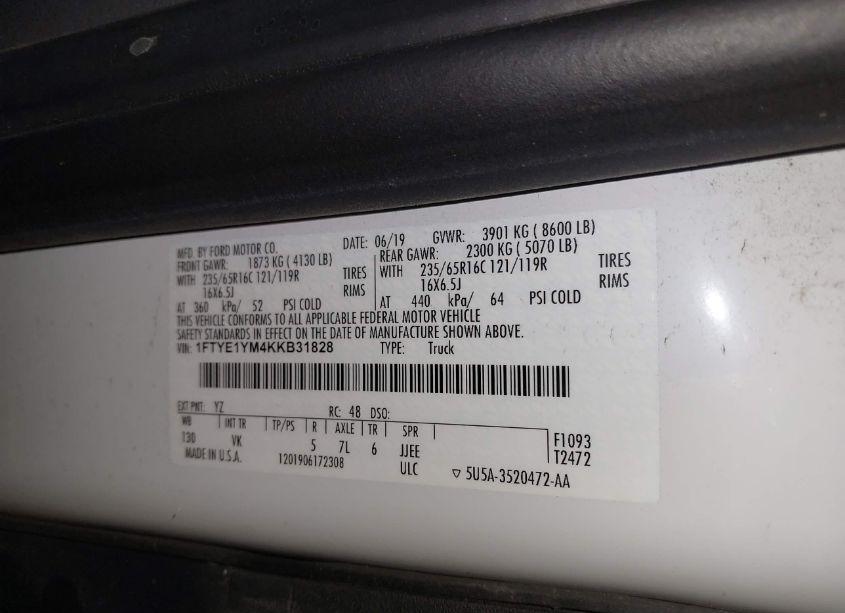 MFD. BY FORD MOTOR CO. DATE: 06/19 GVWR: 3901 KG ( 8600 LB)
FRONT GAWR: 1873 KG ( 4130 LB) REAR GAWR: 2300 KG ( 5070 LB)
WITH 235/65R16C 121/119R TIRES WITH 235/65R16C 121/119R TIRES
16X6.5J RIMS 16X6.5J RIMS
AT 360 kPa/ 52 PSI COLD AT 440 kPa/ 64 PSI COLD
THIS VEHICLE CONFORMS TO ALL APPLICABLE FEDERAL MOTOR VEHICLE
SAFETY STANDARDS IN EFFECT ON THE DATE OF MANUFACTURE SHOWN ABOVE.
VIN: 1FTYE1YM4KKB31828 TYPE: Truck
EXT PNT: YZ RC: 48 DSO:
WB INT TR TP/PS R AXLE TR SPR
130 VK 5 7L 6 JJEE F1093
MADE IN U.S.A. 1201906172308 ULC T2472
▽ 5U5A-3520472-AA